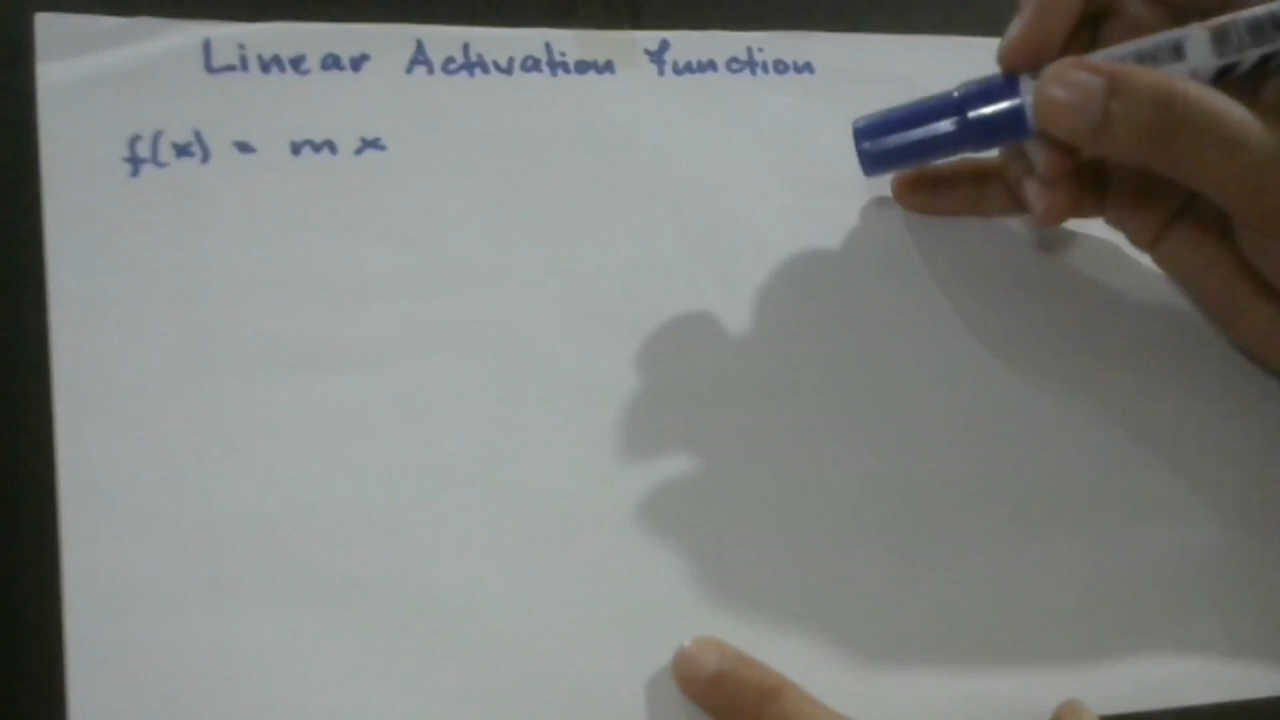 Linear Activation Function
f(x) = mx